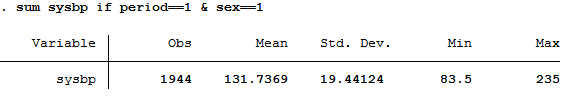 . sum sysbp if period==1 & sex==1
Variable Obs Mean Std. Dev. Min Max
sysbp 1944 131.7369 19.44124 83.5 235